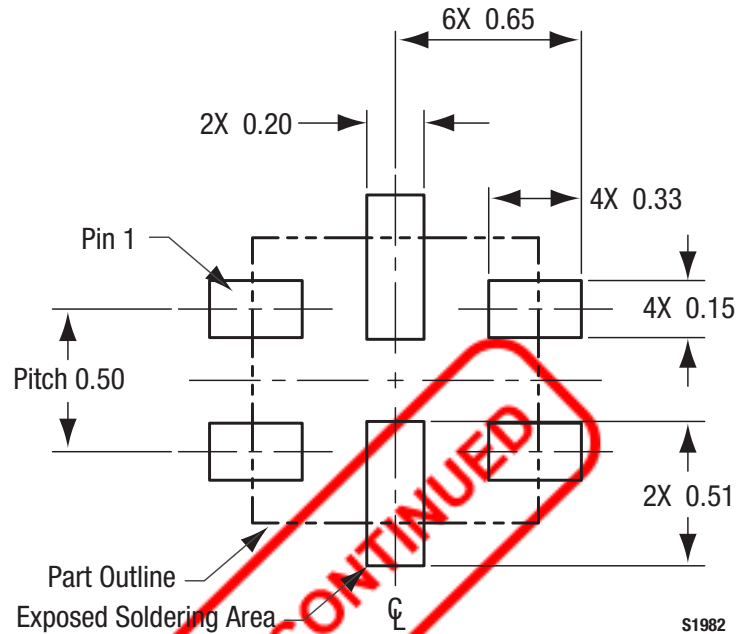 6X 0.65
2X 0.20
4X 0.33
Pin 1
4X 0.15
Pitch 0.50
CONTINUED
2X 0.51
Part Outline
Exposed Soldering Area
℄
S1982